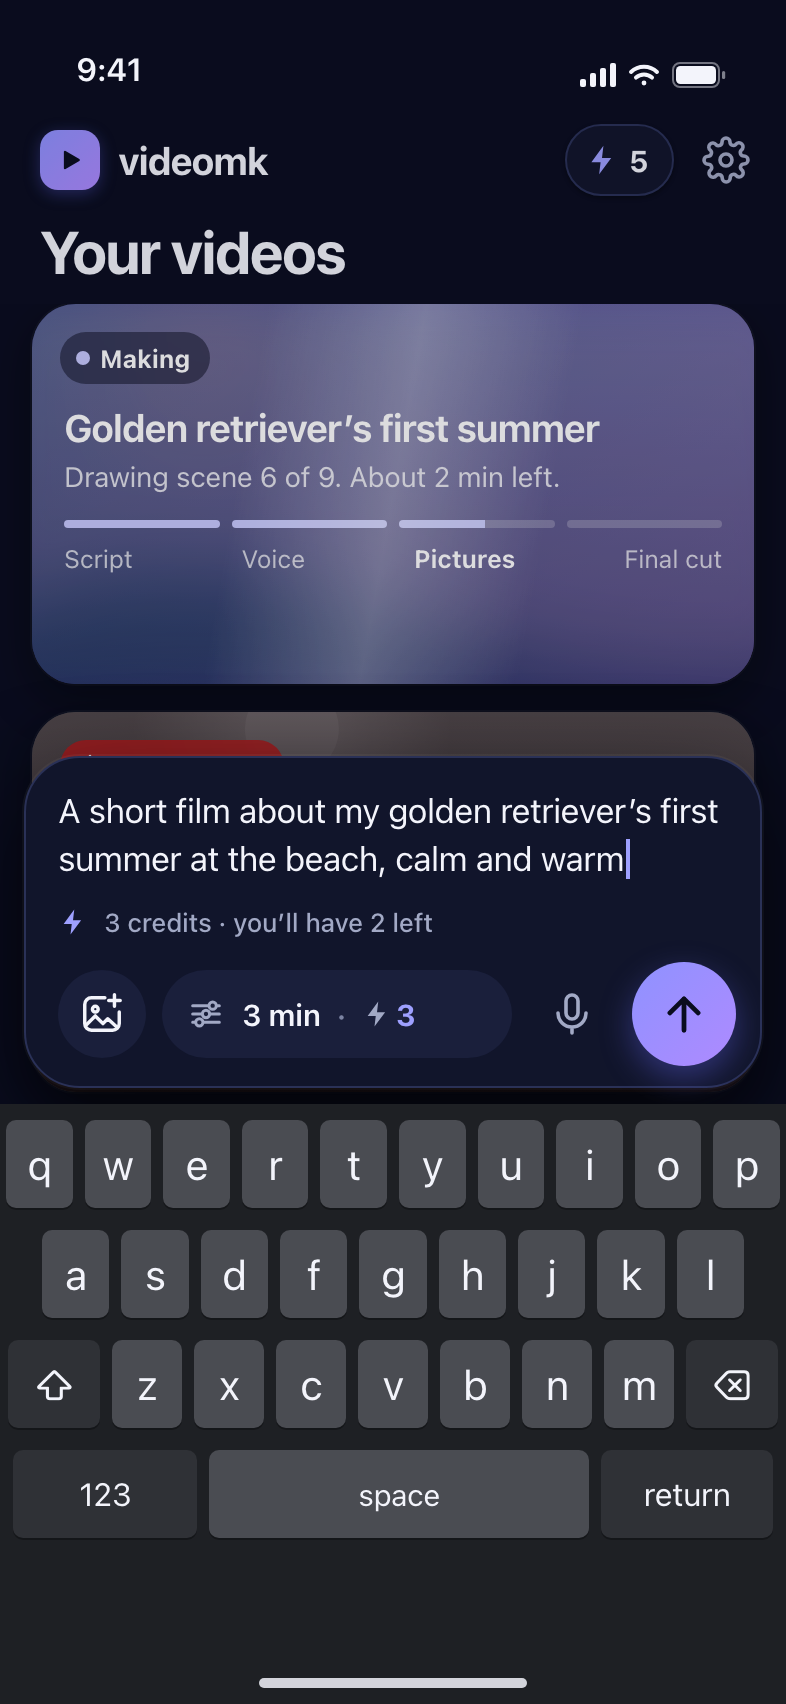 9:41
videomk
5
Your videos
Making
Golden retriever’s first summer
Drawing scene 6 of 9. About 2 min left.
Script Voice Pictures Final cut
A short film about my golden retriever’s first
summer at the beach, calm and warm
3 credits · you’ll have 2 left
3 min · 3
q w e r t y u i o p
a s d f g h j k l
z x c v b n m
123 space return